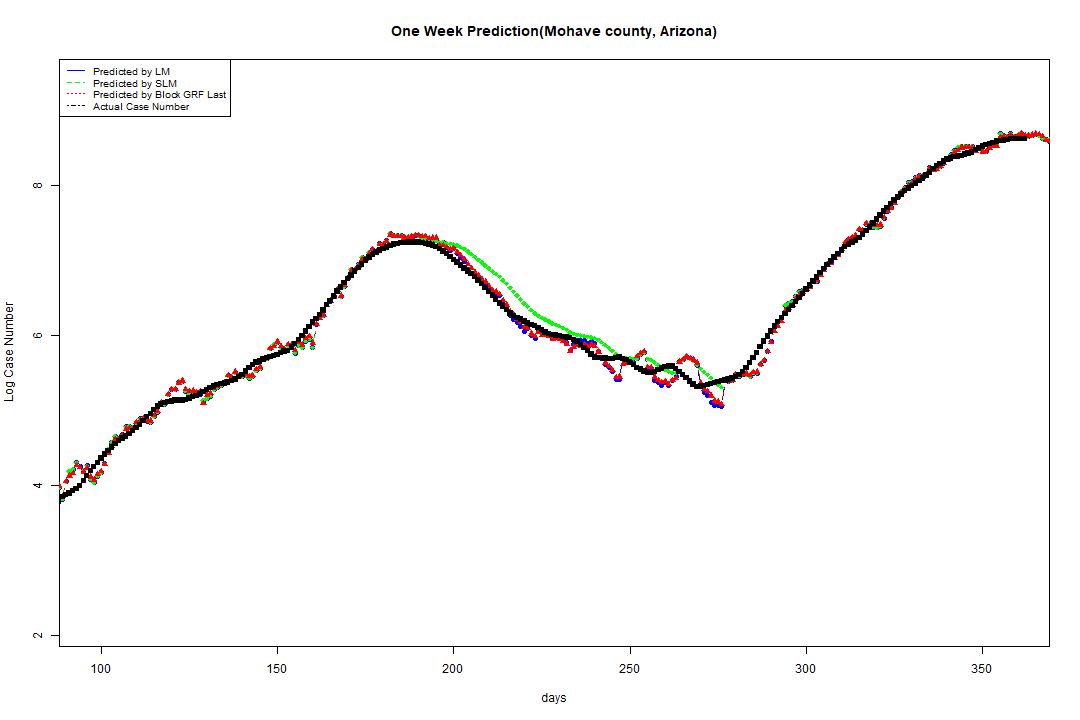 One Week Prediction(Mohave county, Arizona)
Predicted by LM
Predicted by SLM
Predicted by Block GRF Last
Actual Case Number
Log Case Number
8
6
4
2
100 150 200 250 300 350
days